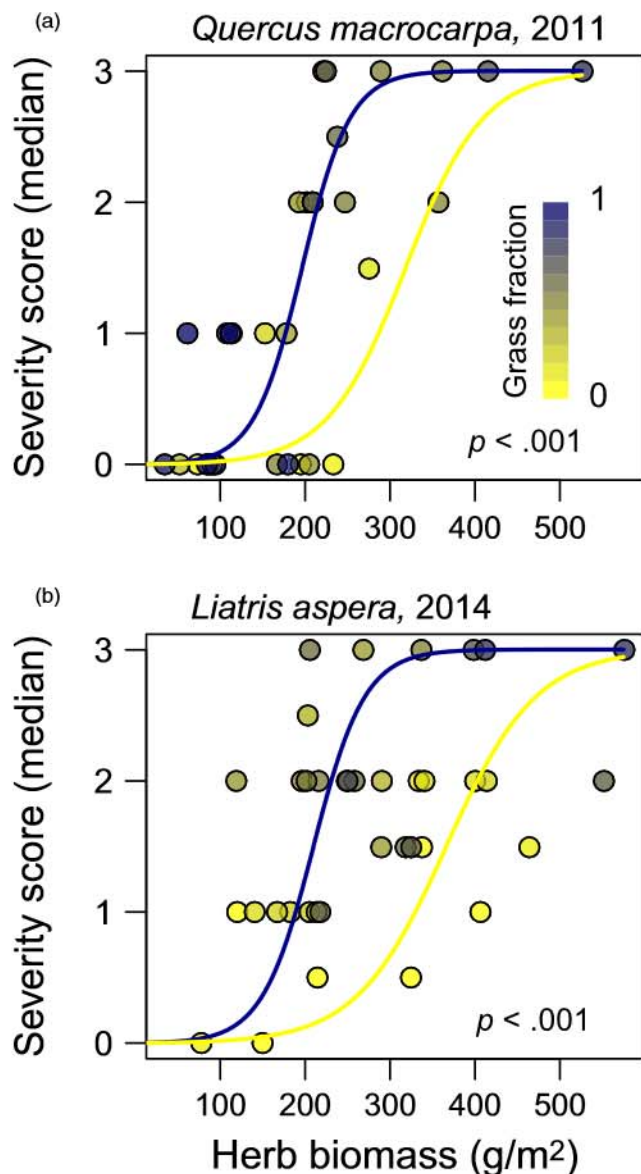 (a)
Quercus macrocarpa, 2011
Severity score (median)
3
2
1
0
Grass fraction
1
0
p < .001
100 200 300 400 500
(b)
Liatris aspera, 2014
Severity score (median)
3
2
1
0
p < .001
100 200 300 400 500
Herb biomass (g/m²)